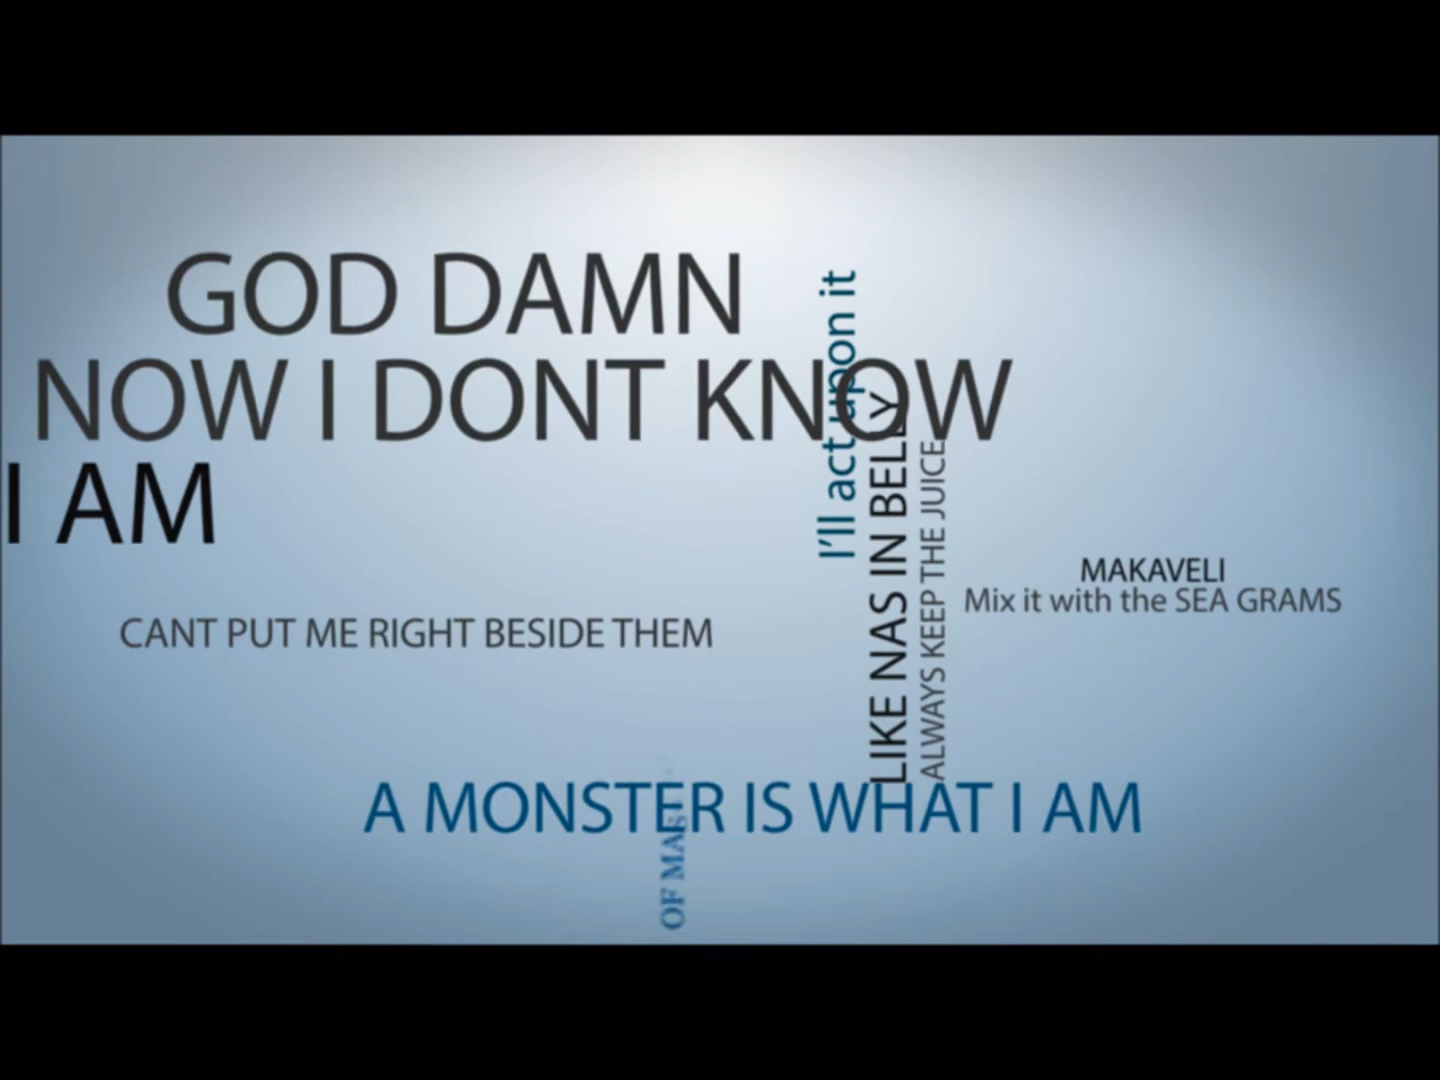 GOD DAMN
NOW I DONT KNOW
I AM
I'll act upon it
LIKE NAS IN BELLY
ALWAYS KEEP THE JUICE
MAKAVELI
Mix it with the SEA GRAMS
CANT PUT ME RIGHT BESIDE THEM
A MONSTER IS WHAT I AM
OF